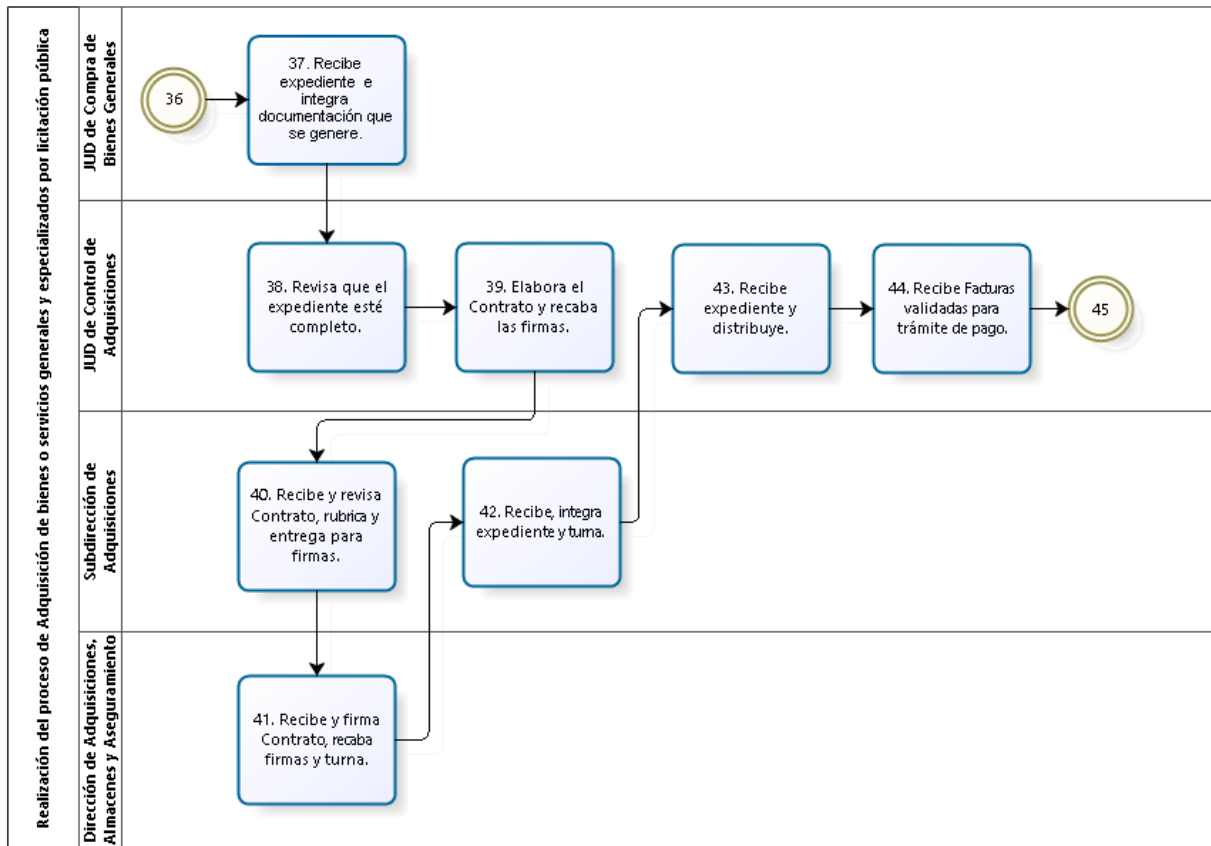 Realización del proceso de Adquisición de bienes o servicios generales y especializados por licitación pública
JUD de Compra de
Bienes Generales
36
37. Recibe
expediente e
integra
documentación que
se genere.
JUD de Control de
Adquisiciones
38. Revisa que el
expediente esté
completo.
39. Elabora el
Contrato y recaba
las firmas.
43. Recibe
expediente y
distribuye.
44. Recibe Facturas
validadas para
trámite de pago.
45
Subdirección de
Adquisiciones
40. Recibe y revisa
Contrato, rubrica y
entrega para
firmas.
42. Recibe, integra
expediente y turna.
Dirección de Adquisiciones,
Almacenes y Aseguramiento
41. Recibe y firma
Contrato, recaba
firmas y turna.